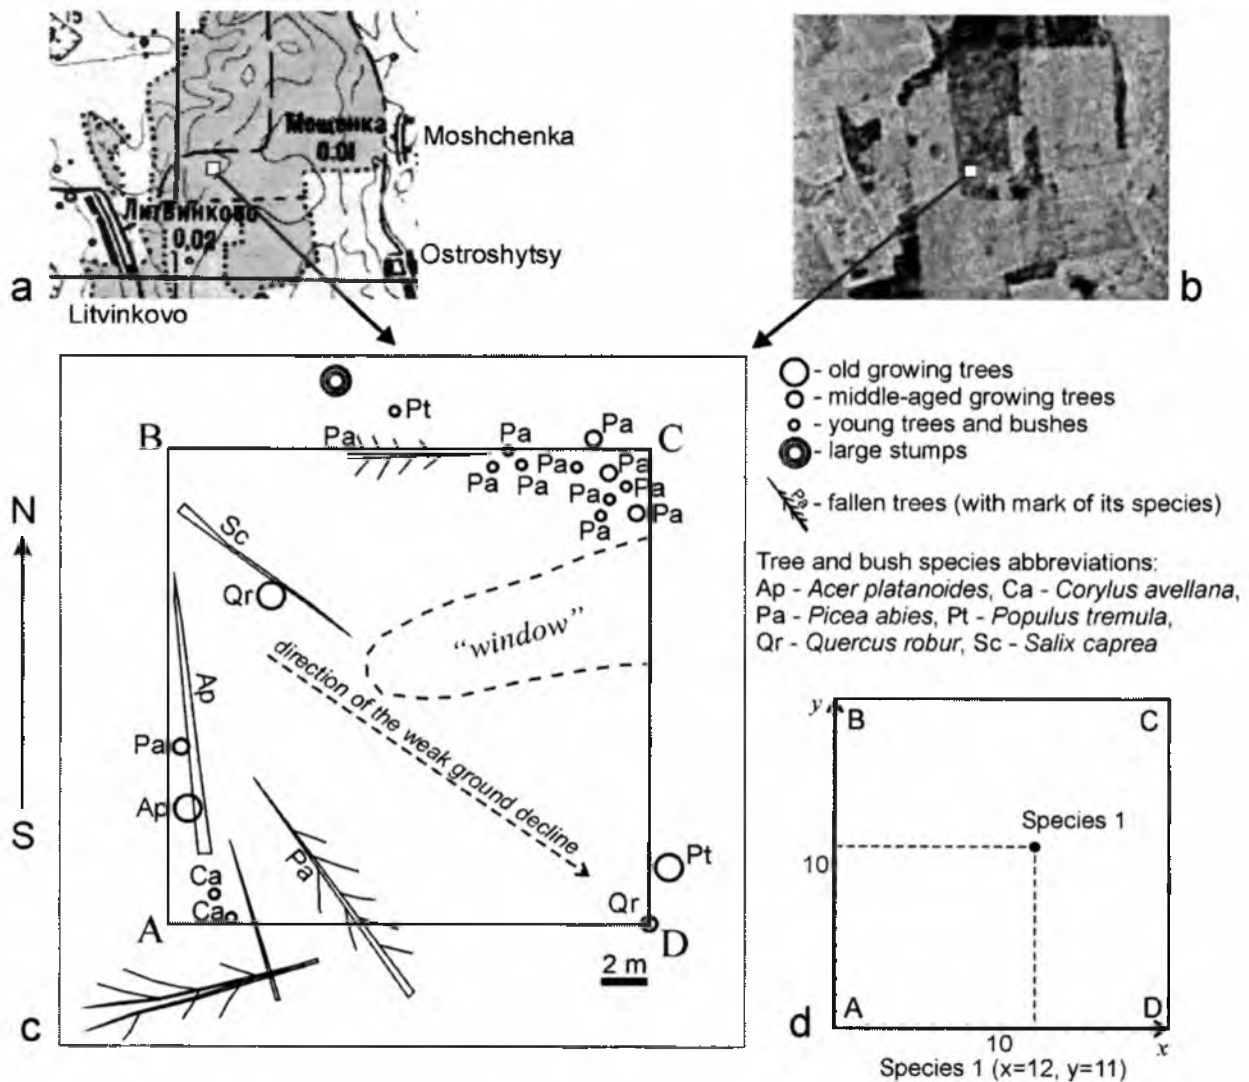 15
Мощенка
0.01
Moshchenka
Литвинково
0,02
Ostroshytsy
a
Litvinkovo
b
- old growing trees
- middle-aged growing trees
- young trees and bushes
- large stumps
Pa
- fallen trees (with mark of its species)
Tree and bush species abbreviations:
Ap - Acer platanoides, Ca - Corylus avellana,
Pa - Picea abies, Pt - Populus tremula,
Qr - Quercus robur, Sc - Salix caprea
Pt
B
Pa
Pa
Pa
C
Pa
Pa
Pa
Pa
Pa
Pa
Pa
Pa
N
Sc
Qr
"window"
direction of the weak ground decline
Ap
Pa
Ap
S
Pa
Pt
Ca
Ca
Qr
A
D
2 m
c
y
B
C
Species 1
10
A
D
d
10
x
Species 1 (x=12, y=11)